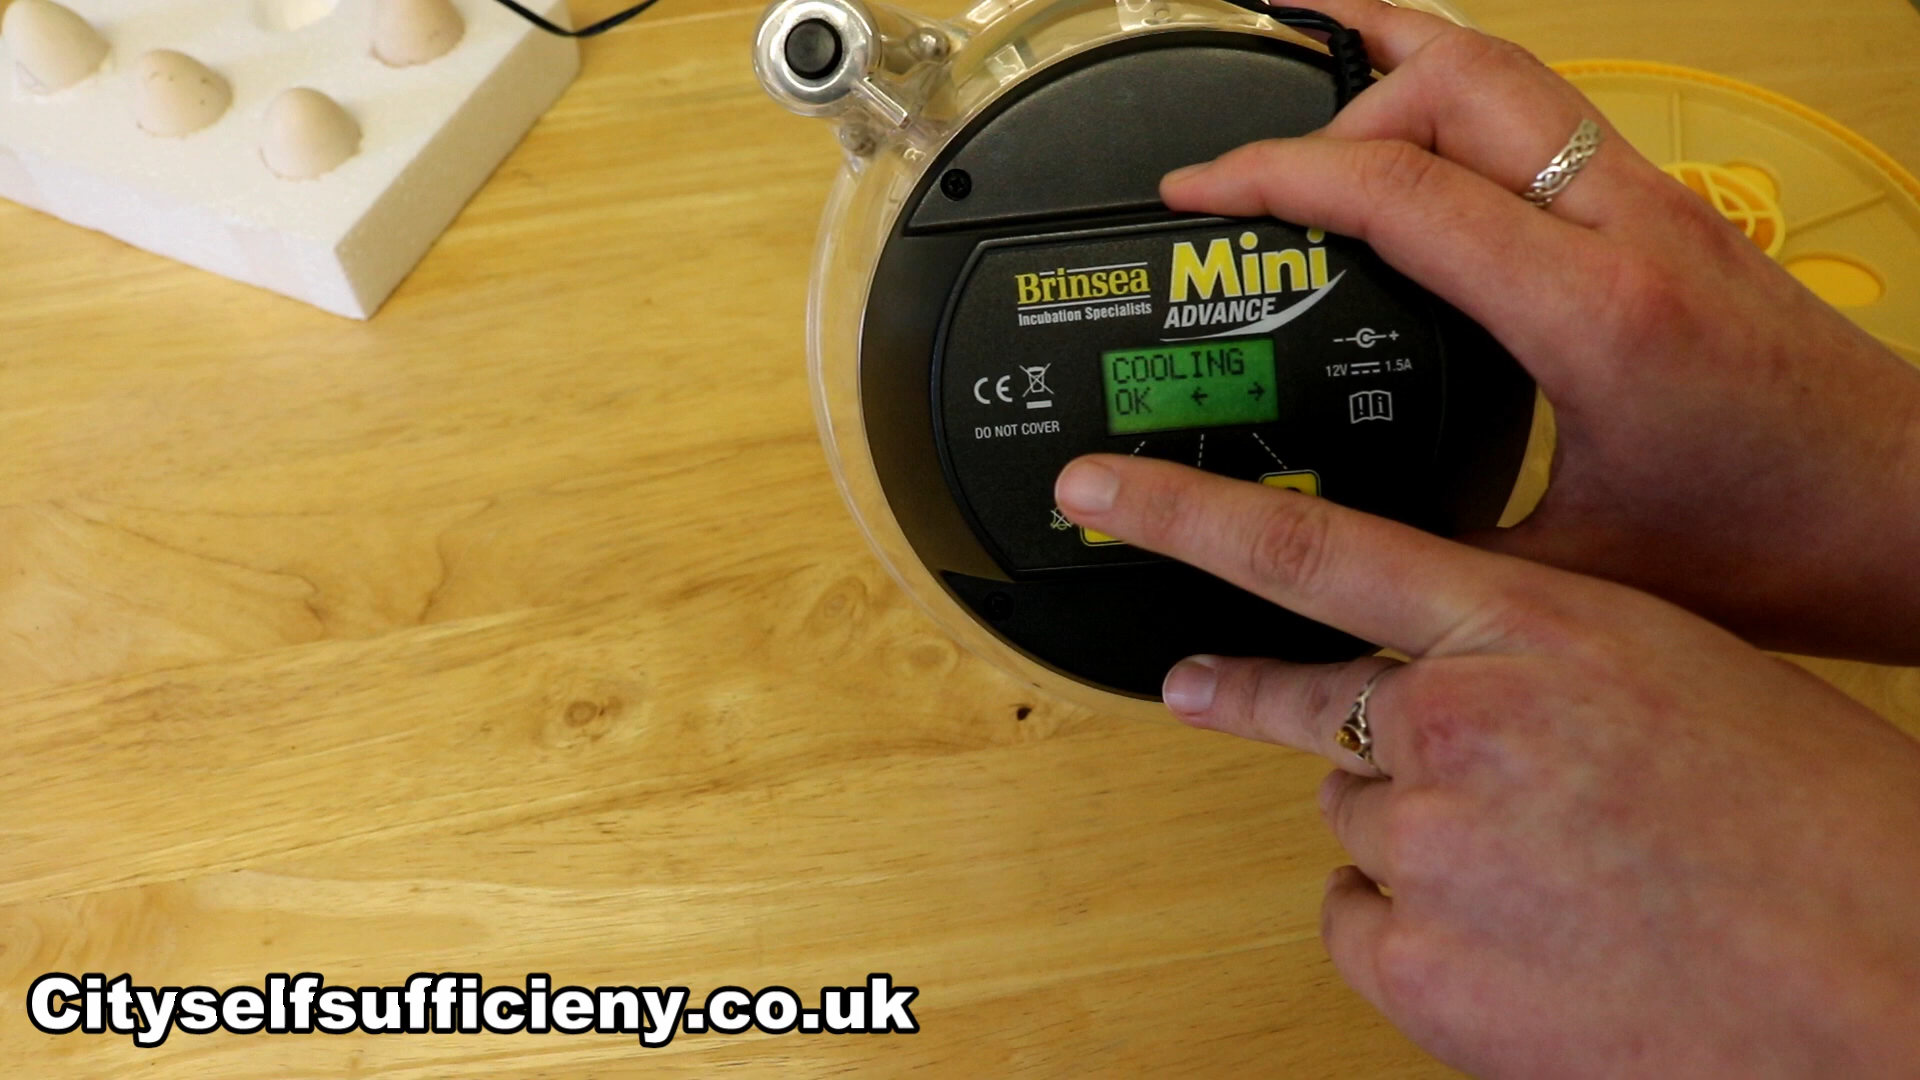 Brinsea
Incubation Specialists
Mini
ADVANCE
COOLING
OK ← →
CE
DO NOT COVER
12V 1.5A
Cityselfsufficieny.co.uk